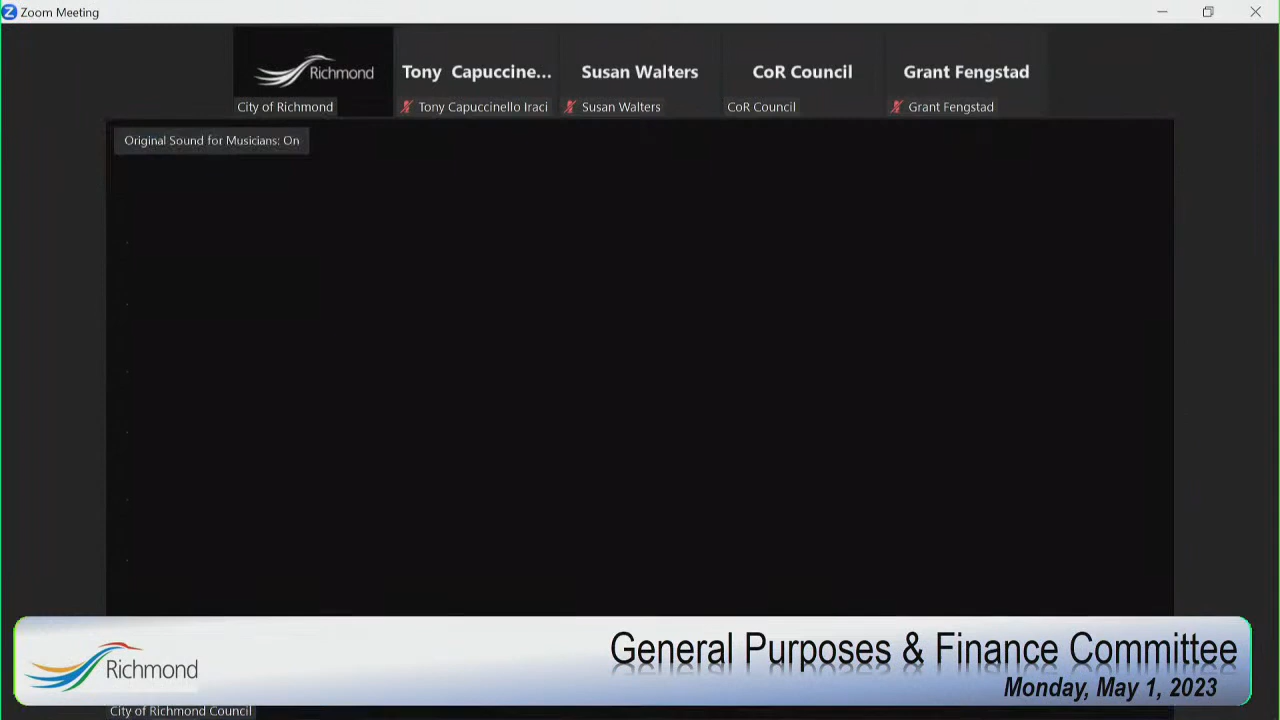 Zoom Meeting
Richmond
Tony Capuccine...
Susan Walters
CoR Council
Grant Fengstad
City of Richmond
Tony Capuccinello Iraci
Susan Walters
CoR Council
Grant Fengstad
Original Sound for Musicians: On
General Purposes & Finance Committee
Richmond
Monday, May 1, 2023
City of Richmond Council